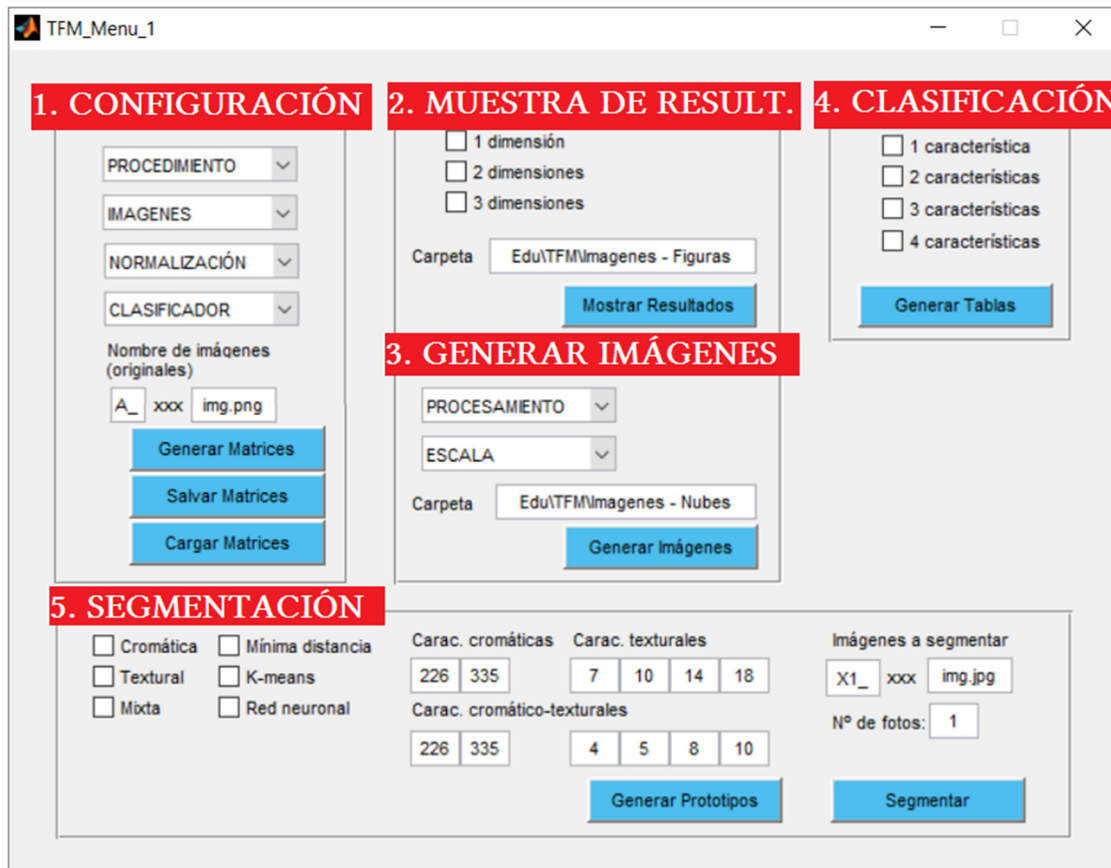 TFM_Menu_1
1. CONFIGURACIÓN
PROCEDIMIENTO
IMAGENES
NORMALIZACIÓN
CLASIFICADOR
Nombre de imágenes
(originales)
A_ xxx img.png
Generar Matrices
Salvar Matrices
Cargar Matrices
2. MUESTRA DE RESULT.
1 dimensión
2 dimensiones
3 dimensiones
Carpeta Edu\TFM\Imagenes - Figuras
Mostrar Resultados
3. GENERAR IMÁGENES
PROCESAMIENTO
ESCALA
Carpeta Edu\TFM\Imagenes - Nubes
Generar Imágenes
4. CLASIFICACIÓN
1 característica
2 características
3 características
4 características
Generar Tablas
5. SEGMENTACIÓN
Cromática Mínima distancia
Textural K-means
Mixta Red neuronal
Carac. cromáticas Carac. texturales
226 335 7 10 14 18
Carac. cromático-texturales
226 335 4 5 8 10
Generar Prototipos
Imágenes a segmentar
X1_ xxx img.jpg
Nº de fotos: 1
Segmentar